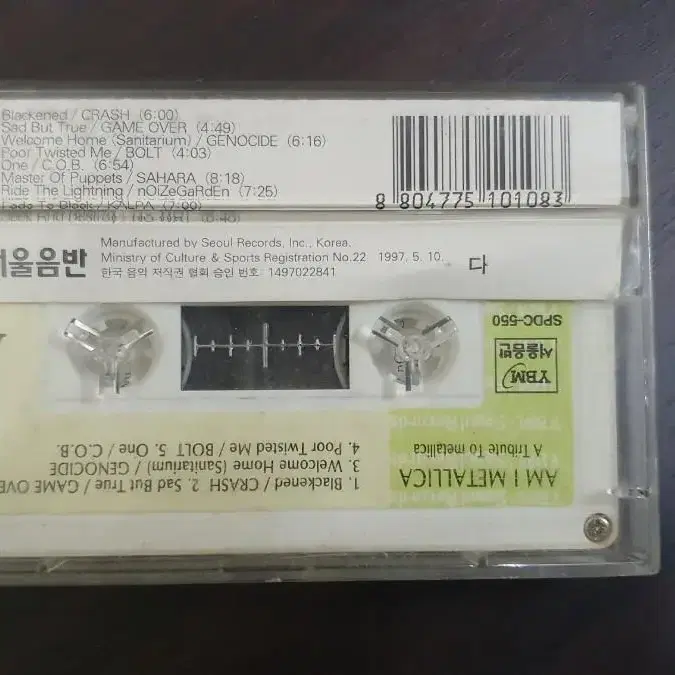 Blackened / CRASH (6:00)
Sad But True / GAME OVER (4:49)
Welcome Home (Sanitarium) / GENOCIDE (6:16)
Poor Twisted Me / BOLT (4:03)
One / C.O.B. (6:54)
Master Of Puppets / SAHARA (8:18)
Ride The Lightning / nOiZeGaRdEn (7:25)
Fade To Black / KALPA (7:00)
8 804775 101083
서울음반
Manufactured by Seoul Records, Inc., Korea.
Ministry of Culture & Sports Registration No.22 1997. 5. 10.
한국 음악 저작권 협회 승인 번호: 1497022841
다
SPDC-550
YBM 서울음반
AM I METALLICA
A Tribute To metallica
1. Blackened / CRASH 2. Sad But True / GAME OVE
3. Welcome Home (Sanitarium) / GENOCIDE
4. Poor Twisted Me / BOLT 5. One / C.O.B.